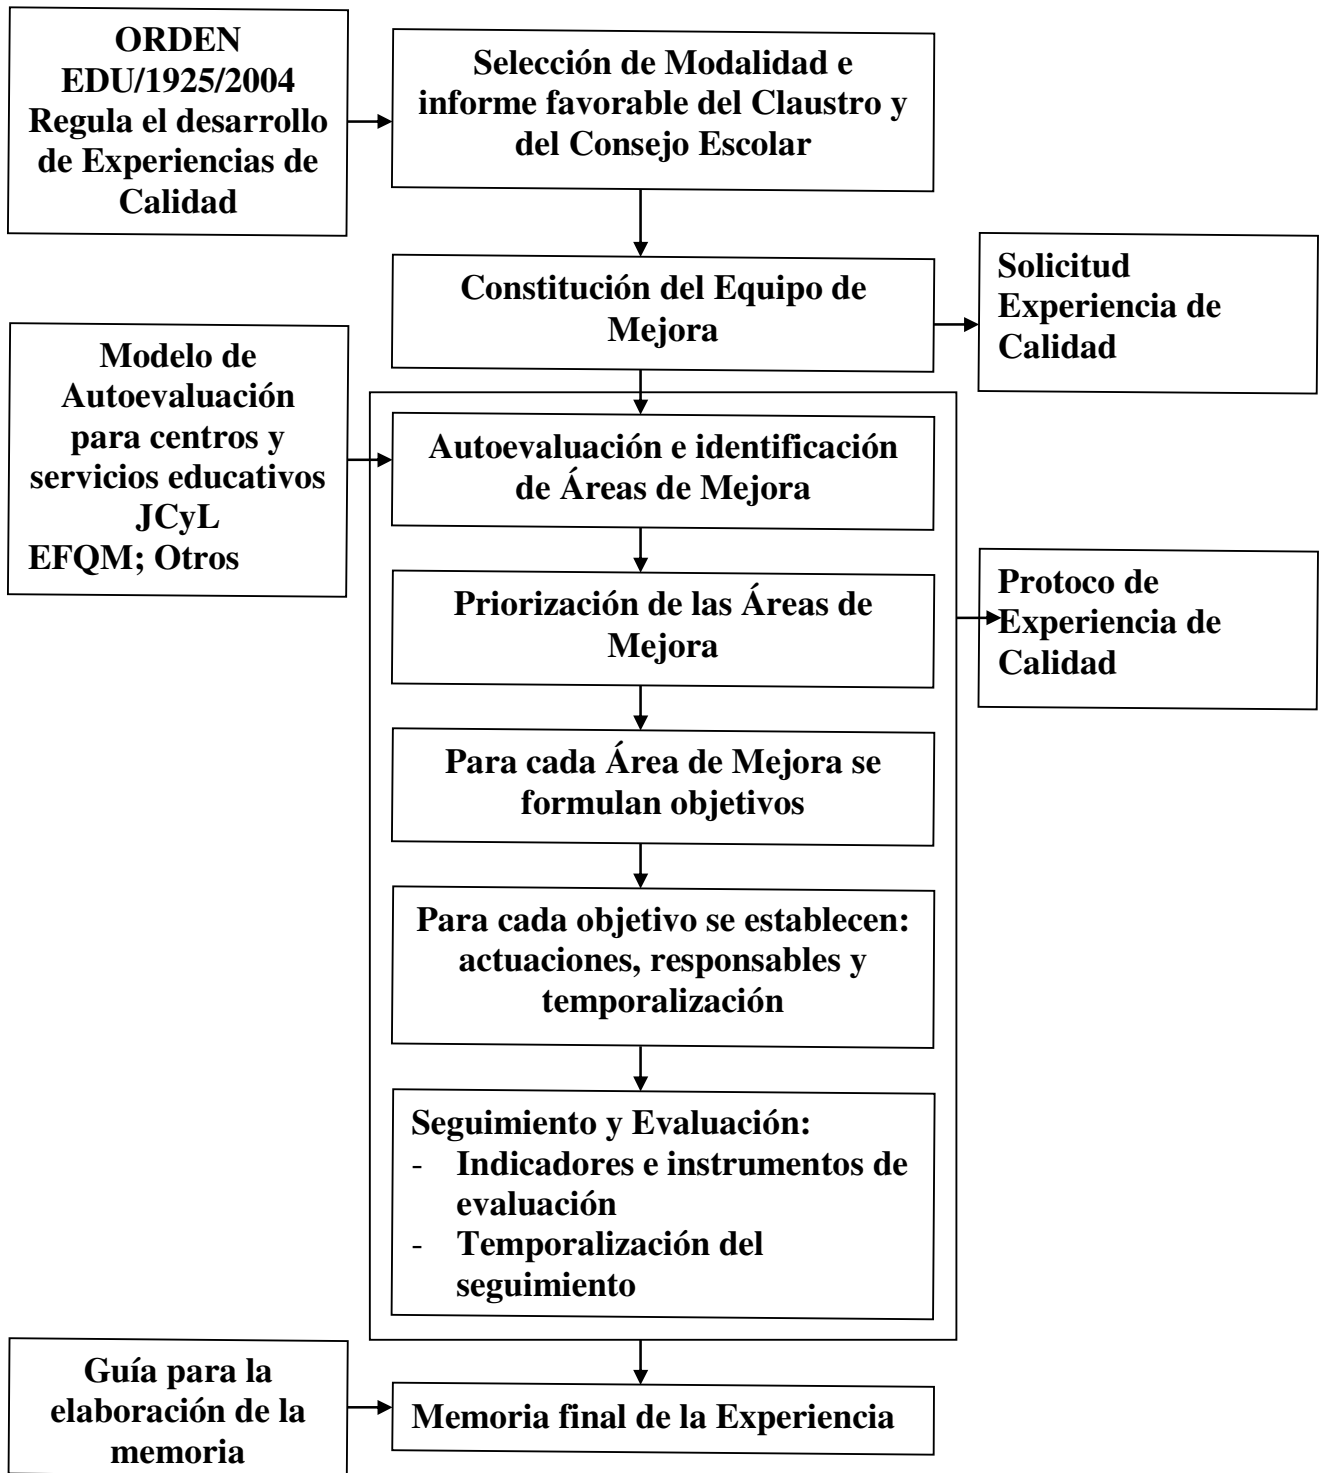 ORDEN
EDU/1925/2004
Regula el desarrollo
de Experiencias de
Calidad
Selección de Modalidad e
informe favorable del Claustro y
del Consejo Escolar
Constitución del Equipo de
Mejora
Solicitud
Experiencia de
Calidad
Modelo de
Autoevaluación
para centros y
servicios educativos
JCyL
EFQM; Otros
Autoevaluación e identificación
de Áreas de Mejora
Priorización de las Áreas de
Mejora
Protoco de
Experiencia de
Calidad
Para cada Área de Mejora se
formulan objetivos
Para cada objetivo se establecen:
actuaciones, responsables y
temporalización
Seguimiento y Evaluación:
- Indicadores e instrumentos de
evaluación
- Temporalización del
seguimiento
Guía para la
elaboración de la
memoria
Memoria final de la Experiencia